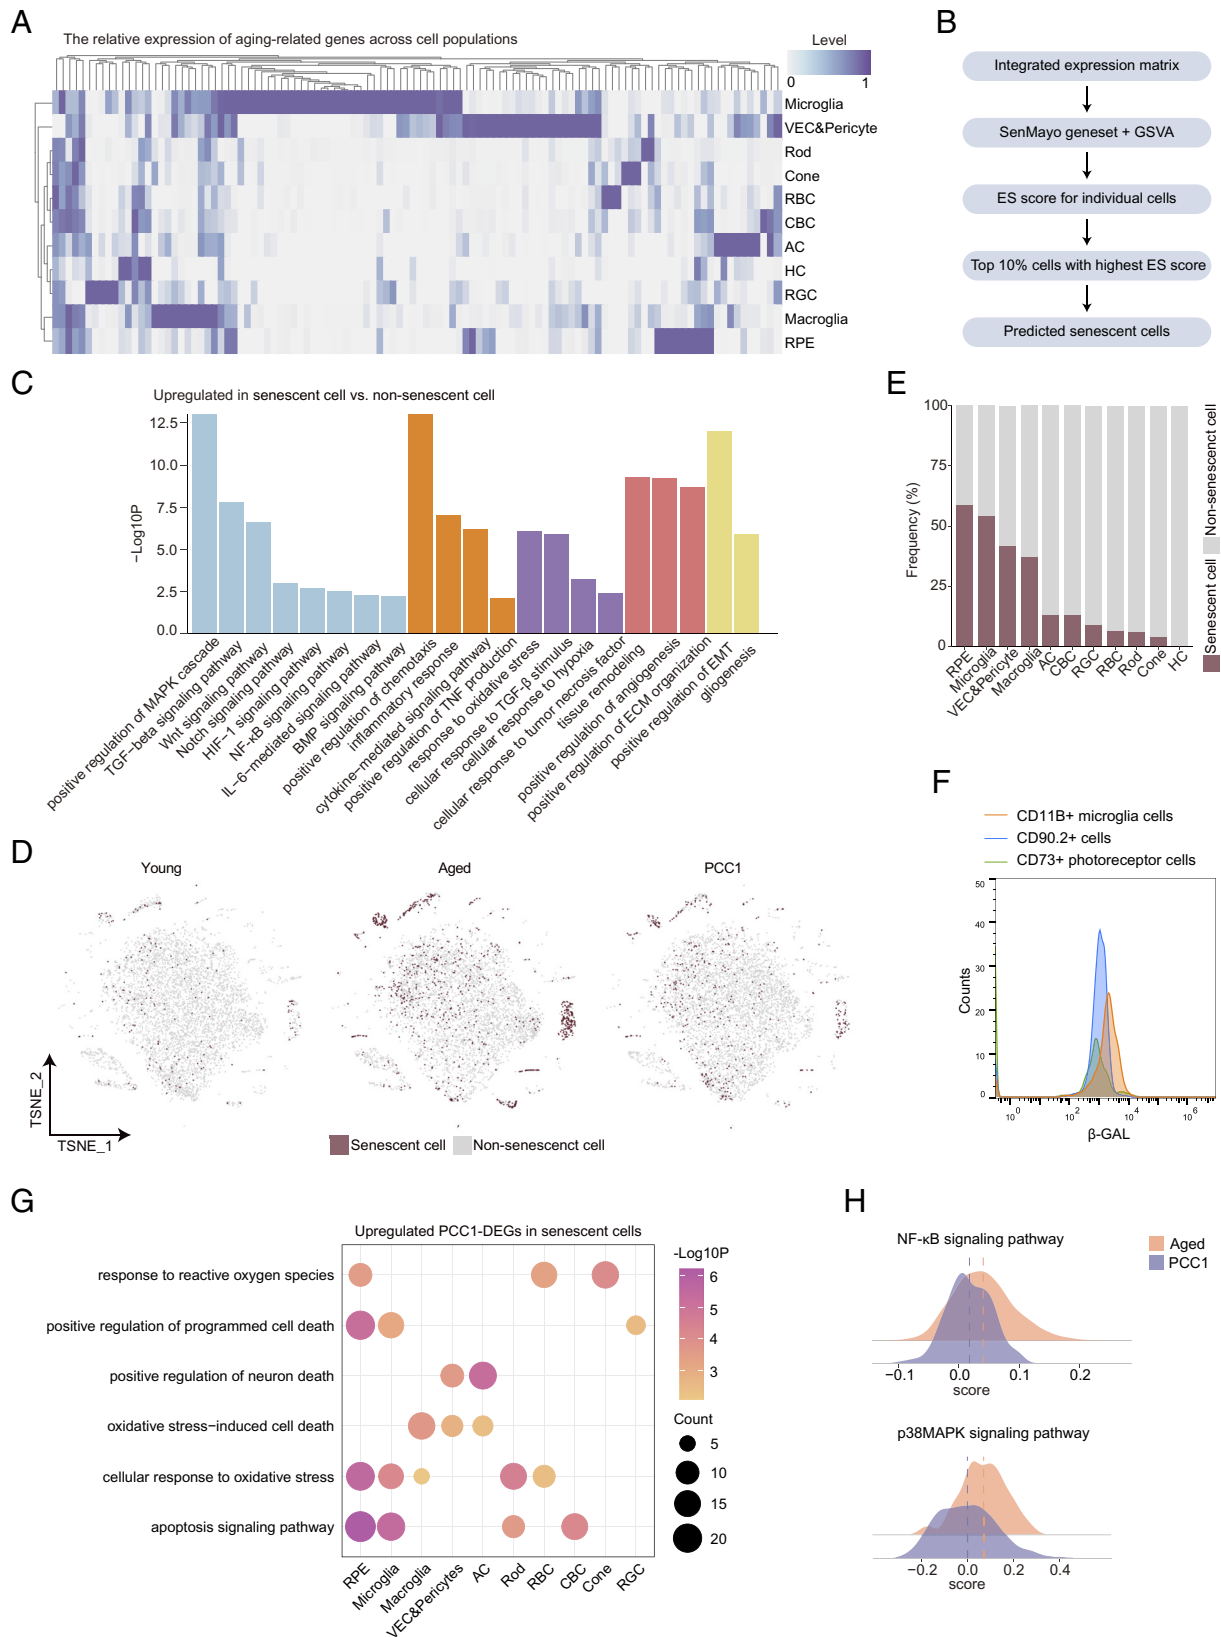 A
The relative expression of aging-related genes across cell populations
Level
0 1
Microglia
VEC&Pericyte
Rod
Cone
RBC
CBC
AC
HC
RGC
Macroglia
RPE
B
Integrated expression matrix
SenMayo geneset + GSVA
ES score for individual cells
Top 10% cells with highest ES score
Predicted senescent cells
C
Upregulated in senescent cell vs. non-senescent cell
−Log10P
12.5
10.0
7.5
5.0
2.5
0.0
positive regulation of MAPK cascade
TGF−beta signaling pathway
Wnt signaling pathway
Notch signaling pathway
HIF−1 signaling pathway
NF-κB signaling pathway
IL−6−mediated signaling pathway
BMP signaling pathway
positive regulation of chemotaxis
inflammatory response
cytokine−mediated signaling pathway
positive regulation of TNF production
response to oxidative stress
cellular response to TGF-β stimulus
cellular response to hypoxia
cellular response to tumor necrosis factor
tissue remodeling
positive regulation of angiogenesis
positive regulation of ECM organization
positive regulation of EMT
gliogenesis
E
Frequency (%)
100
75
50
25
0
RPE
Microglia
VEC&Pericyte
Macroglia
AC
CBC
RGC
RBC
Rod
Cone
HC
Senescent cell
Non-senescenct cell
D
Young
Aged
PCC1
TSNE_2
TSNE_1
Senescent cell
Non-senescenct cell
F
CD11B+ microglia cells
CD90.2+ cells
CD73+ photoreceptor cells
Counts
50
40
30
20
10
0
10^0 10^2 10^4 10^6
β-GAL
G
Upregulated PCC1-DEGs in senescent cells
response to reactive oxygen species
positive regulation of programmed cell death
positive regulation of neuron death
oxidative stress−induced cell death
cellular response to oxidative stress
apoptosis signaling pathway
RPE
Microglia
Macroglia
VEC&Pericytes
AC
Rod
RBC
CBC
Cone
RGC
-Log10P
6
5
4
3
Count
5
10
15
20
H
NF-κB signaling pathway
Aged
PCC1
−0.1 0.0 0.1 0.2
score
p38MAPK signaling pathway
−0.2 0.0 0.2 0.4
score